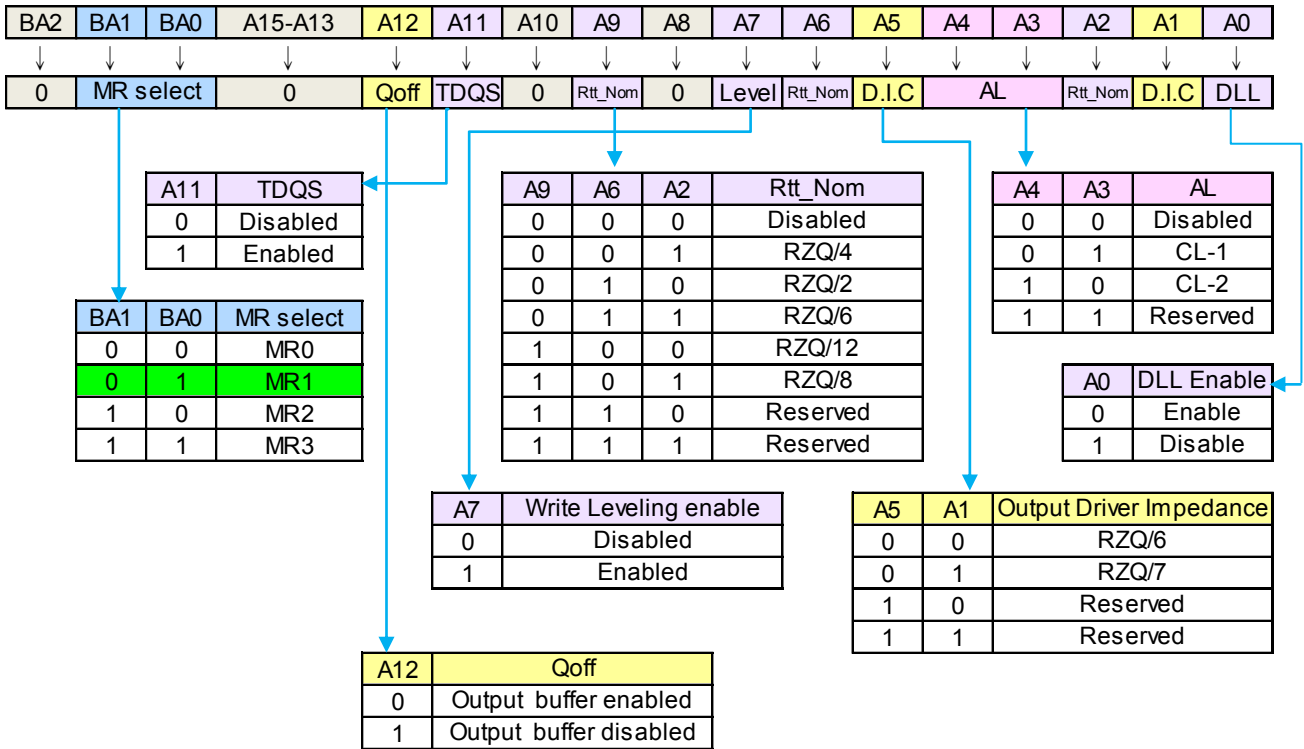 BA2 BA1 BA0 A15-A13 A12 A11 A10 A9 A8 A7 A6 A5 A4 A3 A2 A1 A0
0 MR select 0 Qoff TDQS 0 Rtt_Nom 0 Level Rtt_Nom D.I.C AL Rtt_Nom D.I.C DLL
A11 TDQS
0 Disabled
1 Enabled
A9 A6 A2 Rtt_Nom
0 0 0 Disabled
0 0 1 RZQ/4
0 1 0 RZQ/2
0 1 1 RZQ/6
1 0 0 RZQ/12
1 0 1 RZQ/8
1 1 0 Reserved
1 1 1 Reserved
A4 A3 AL
0 0 Disabled
0 1 CL-1
1 0 CL-2
1 1 Reserved
BA1 BA0 MR select
0 0 MR0
0 1 MR1
1 0 MR2
1 1 MR3
A0 DLL Enable
0 Enable
1 Disable
A7 Write Leveling enable
0 Disabled
1 Enabled
A5 A1 Output Driver Impedance
0 0 RZQ/6
0 1 RZQ/7
1 0 Reserved
1 1 Reserved
A12 Qoff
0 Output buffer enabled
1 Output buffer disabled